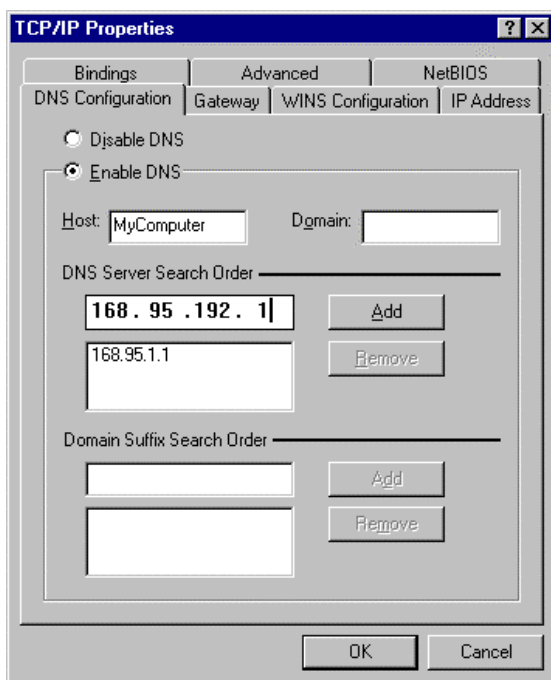 TCP/IP Properties
? X
Bindings Advanced NetBIOS
DNS Configuration Gateway WINS Configuration IP Address
Disable DNS
Enable DNS
Host: MyComputer Domain:
DNS Server Search Order
168. 95 .192. 1 Add
168.95.1.1 Remove
Domain Suffix Search Order
Add
Remove
OK Cancel